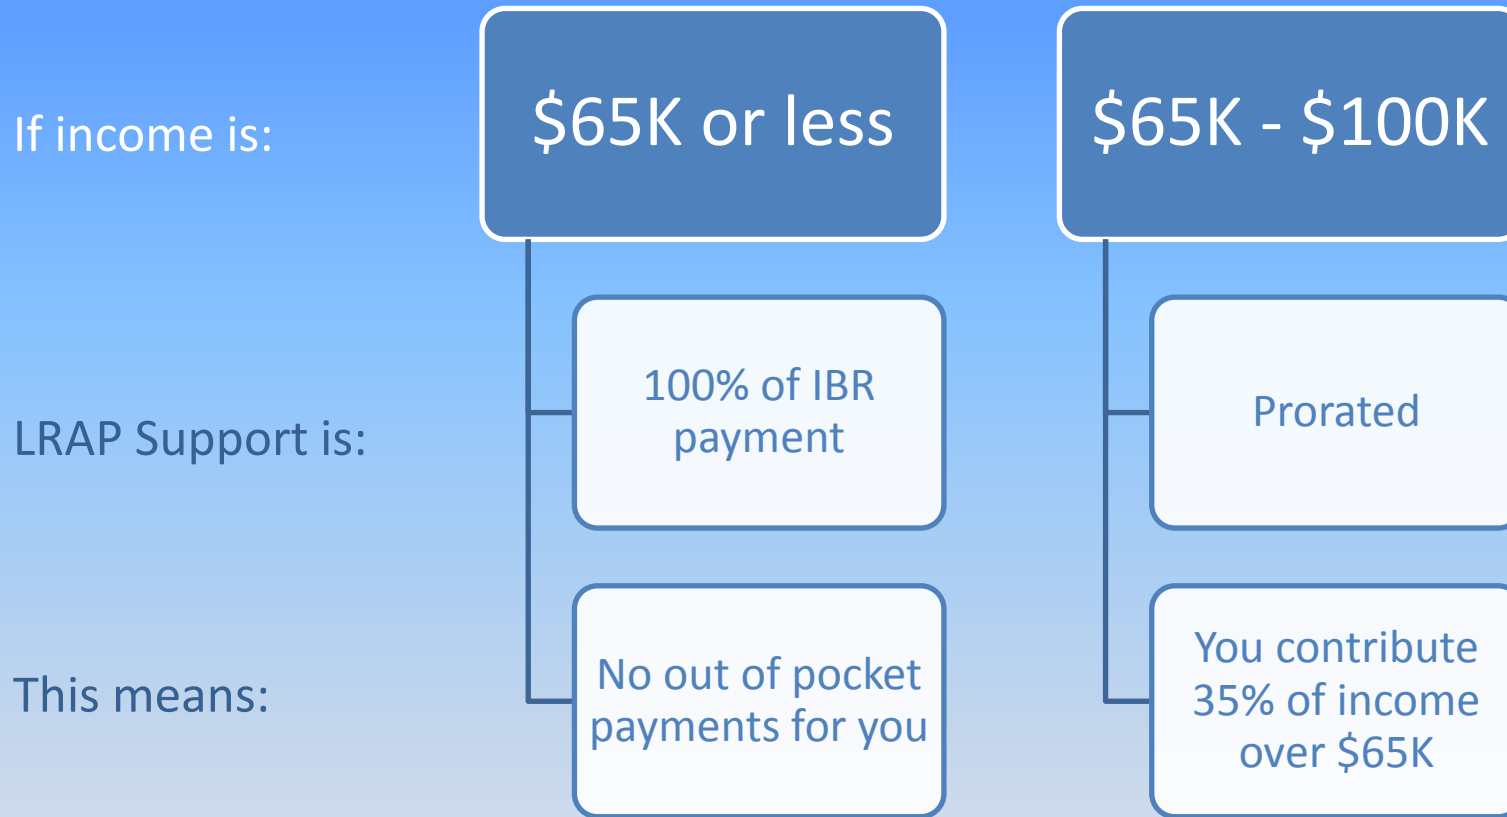 If income is:
$65K or less
$65K - $100K
LRAP Support is:
100% of IBR
payment
Prorated
This means:
No out of pocket
payments for you
You contribute
35% of income
over $65K